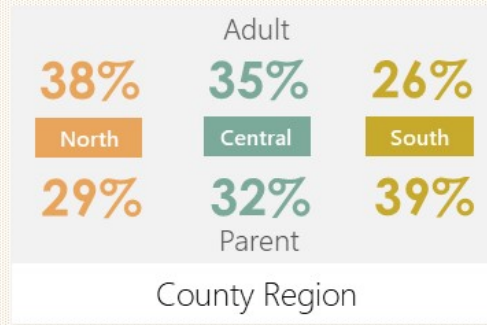 Adult
38% 35% 26%
North Central South
29% 32% 39%
Parent
County Region